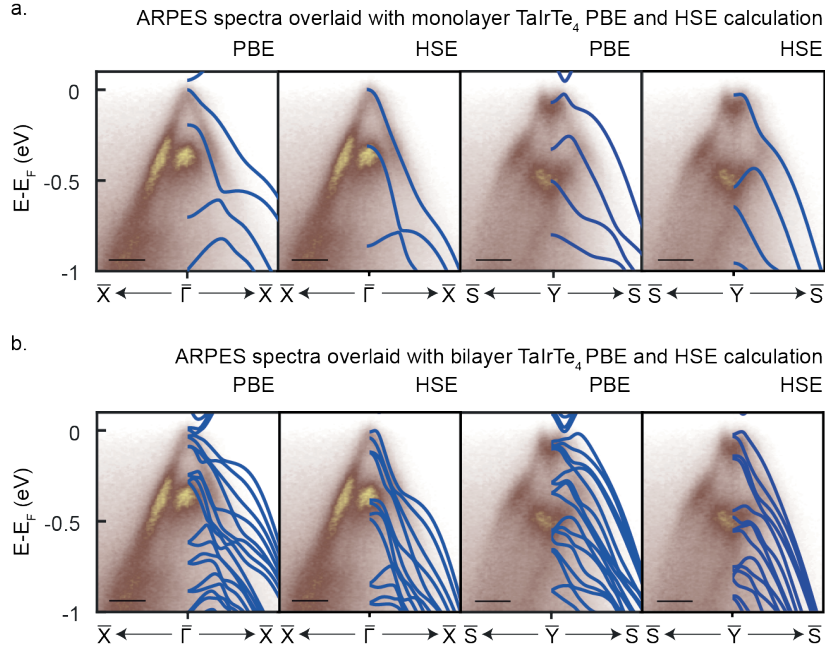 a.
ARPES spectra overlaid with monolayer TaIrTe₄ PBE and HSE calculation
PBE HSE PBE HSE
0
-0.5
-1
E-E_F (eV)
X̅ Γ̅ X̅ X̅ Γ̅ X̅ S̅ Y̅ S̅ S̅ Y̅ S̅
b.
ARPES spectra overlaid with bilayer TaIrTe₄ PBE and HSE calculation
PBE HSE PBE HSE
0
-0.5
-1
E-E_F (eV)
X̅ Γ̅ X̅ X̅ Γ̅ X̅ S̅ Y̅ S̅ S̅ Y̅ S̅